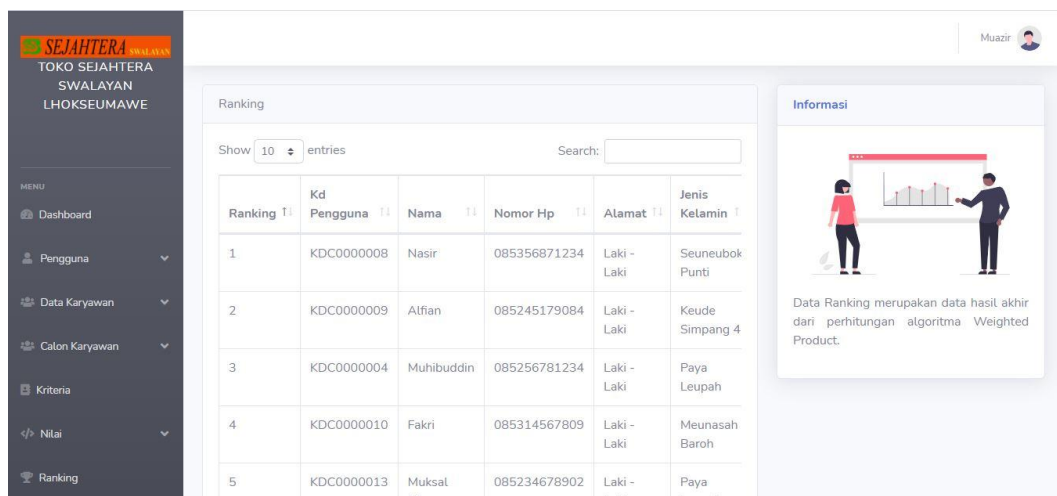 SEJAHTERA SWALAYAN
TOKO SEJAHTERA
SWALAYAN
LHOKSEUMAWE
MENU
Dashboard
Pengguna
Data Karyawan
Calon Karyawan
Kriteria
Nilai
Ranking
Muazir
Ranking
Show 10 entries
Search:
Ranking Kd Pengguna Nama Nomor Hp Alamat Jenis Kelamin
1 KDC0000008 Nasir 085356871234 Laki - Laki Seuneubok Punti
2 KDC0000009 Alfian 085245179084 Laki - Laki Keude Simpang 4
3 KDC0000004 Muhibuddin 085256781234 Laki - Laki Paya Leupah
4 KDC0000010 Fakri 085314567809 Laki - Laki Meunasah Baroh
5 KDC0000013 Muksal 085234678902 Laki - Paya
Informasi
Data Ranking merupakan data hasil akhir
dari perhitungan algoritma Weighted
Product.